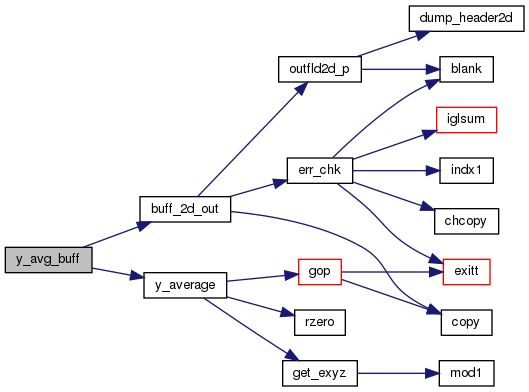 dump_header2d
outfld2d_p
blank
iglsum
err_chk
indx1
buff_2d_out
chcopy
y_avg_buff
gop
exitt
y_average
rzero
copy
get_exyz
mod1